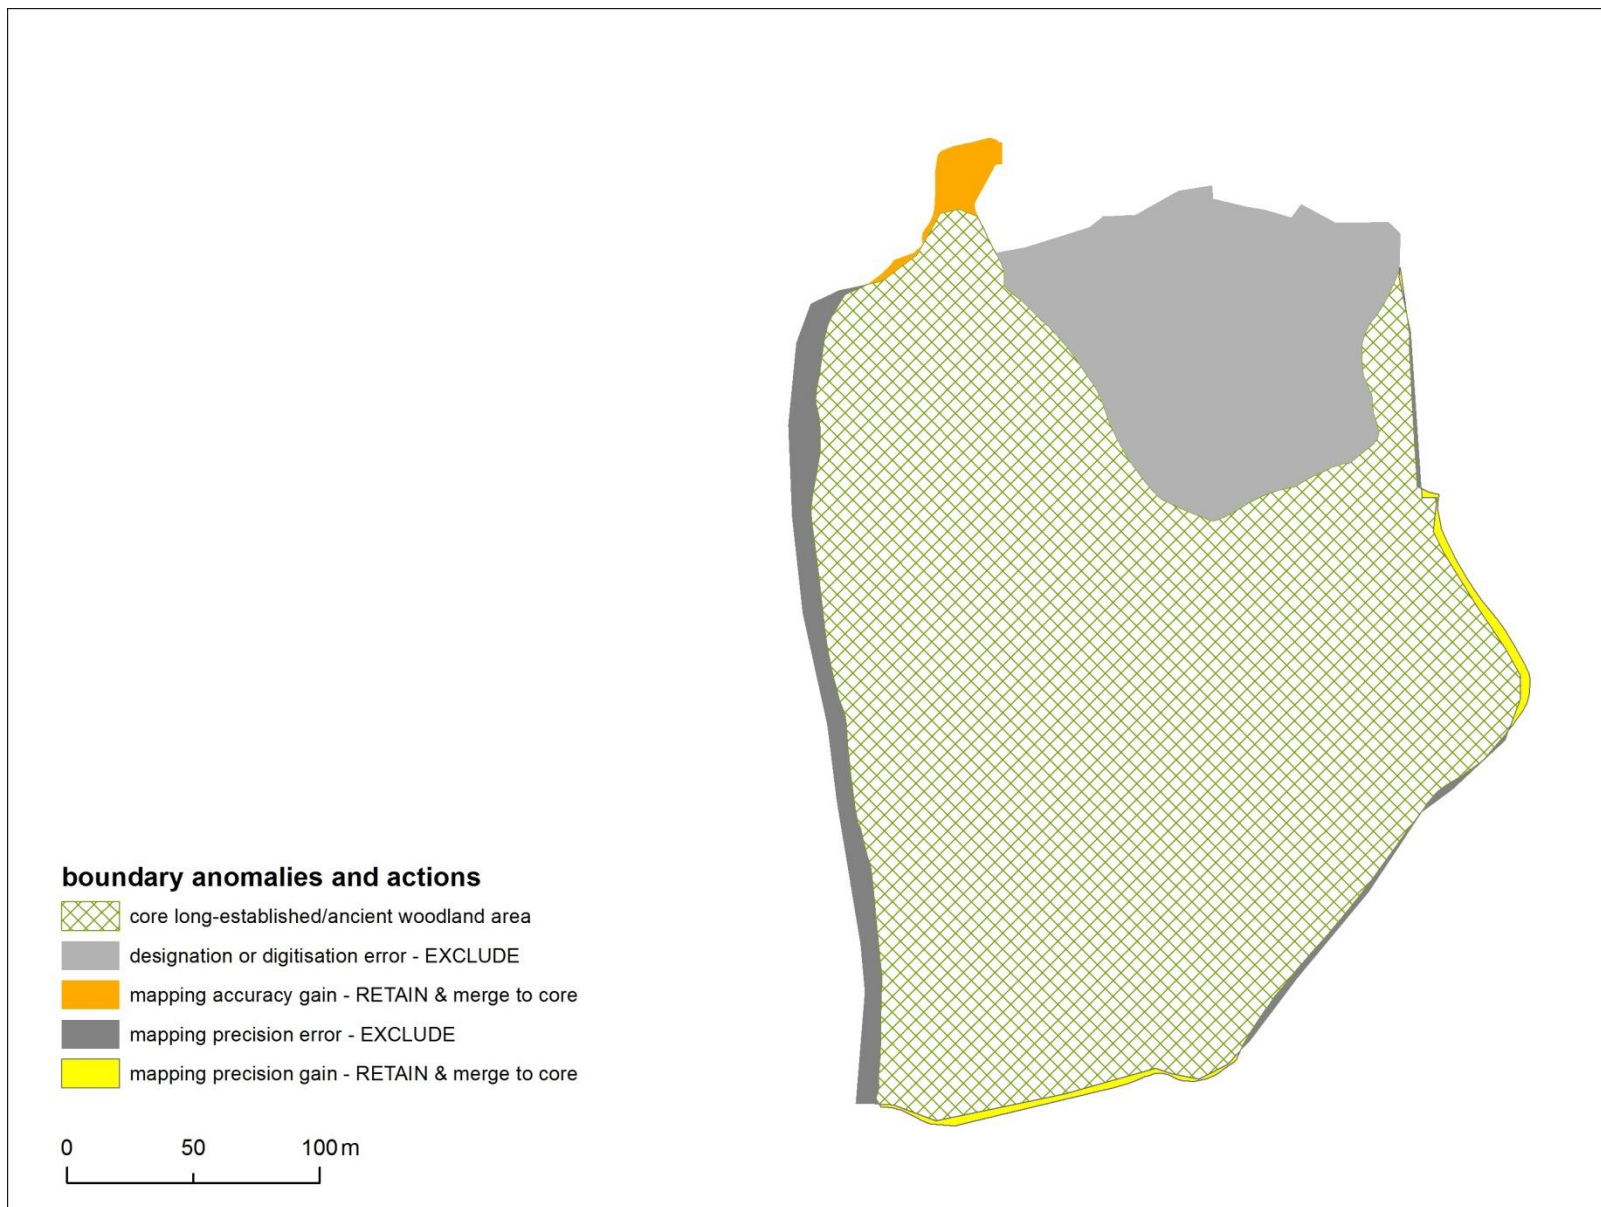 boundary anomalies and actions
core long-established/ancient woodland area
designation or digitisation error - EXCLUDE
mapping accuracy gain - RETAIN & merge to core
mapping precision error - EXCLUDE
mapping precision gain - RETAIN & merge to core
0 50 100 m